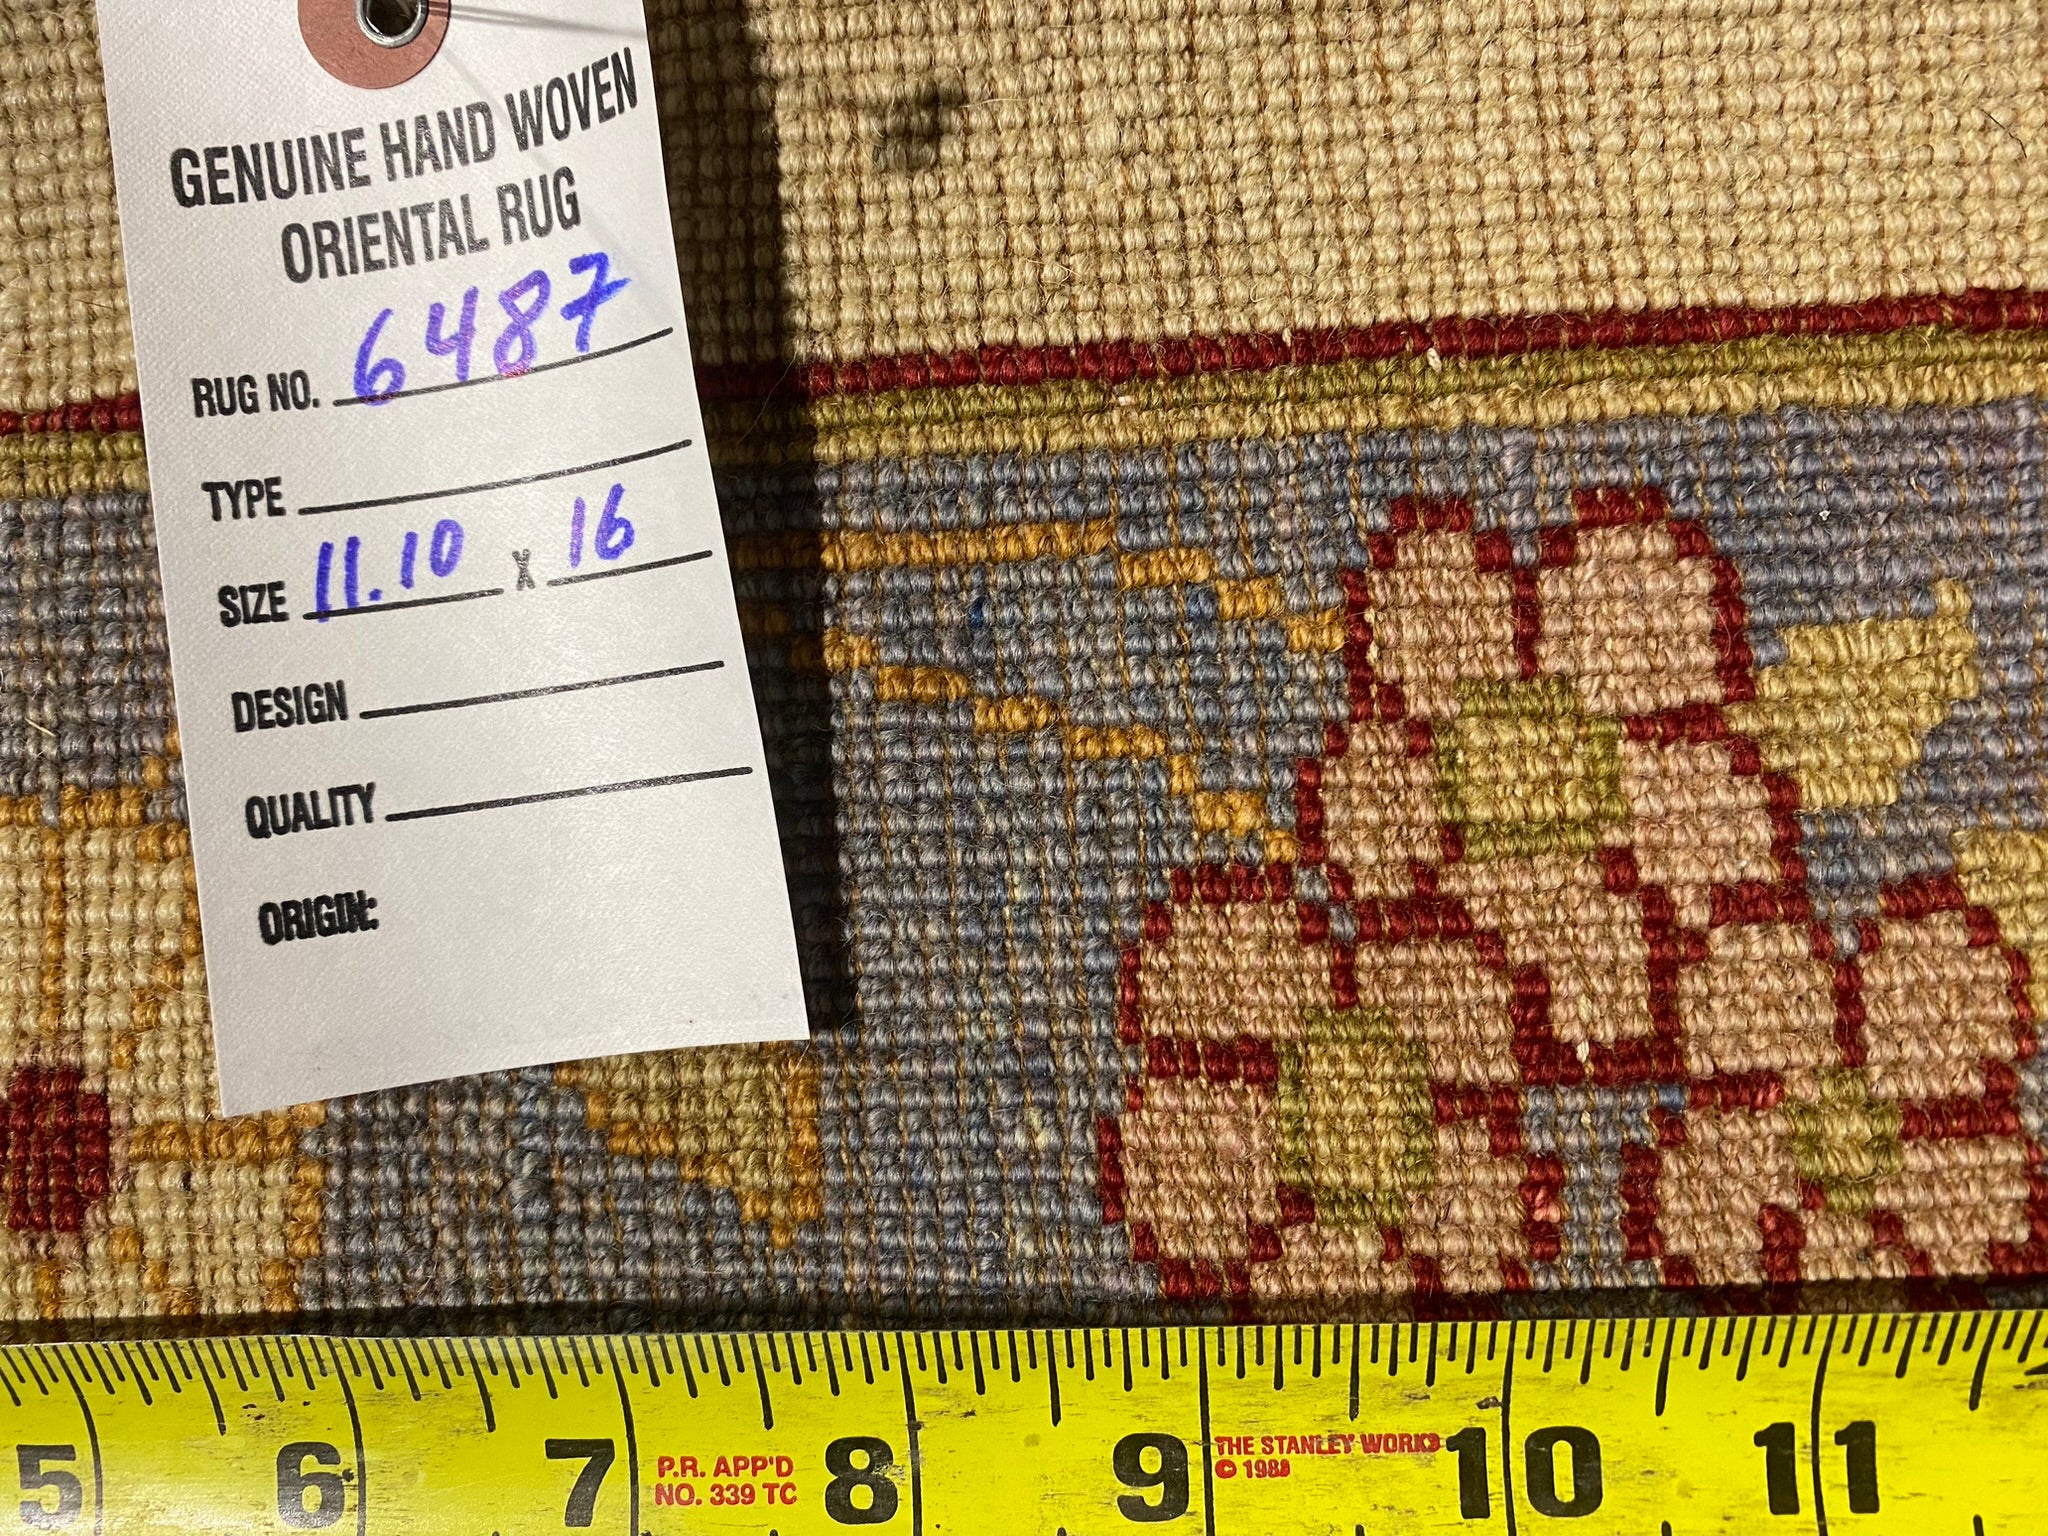 GENUINE HAND WOVEN
ORIENTAL RUG
RUG NO. 6487
TYPE
SIZE 11.10 X 16
DESIGN
QUALITY
ORIGIN:
5 6 7 P.R. APP'D NO. 339 TC 8 9 THE STANLEY WORKS © 1988 10 11